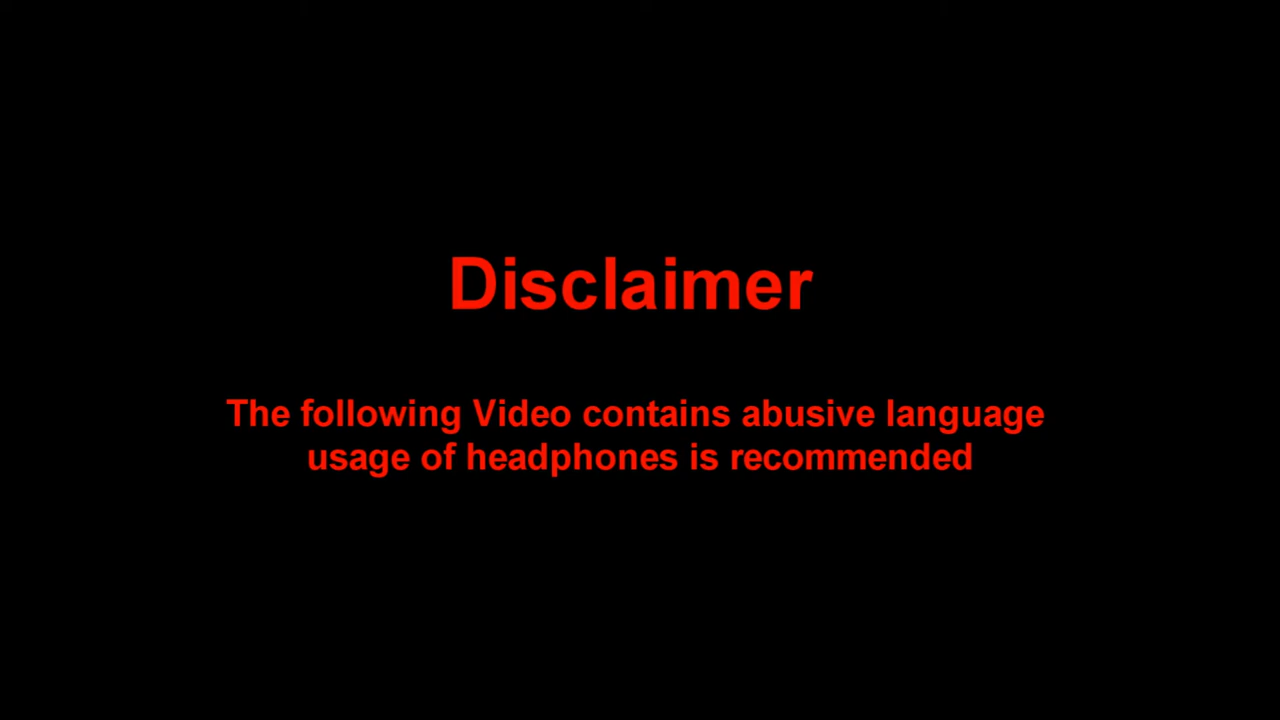 Disclaimer
The following Video contains abusive language
usage of headphones is recommended